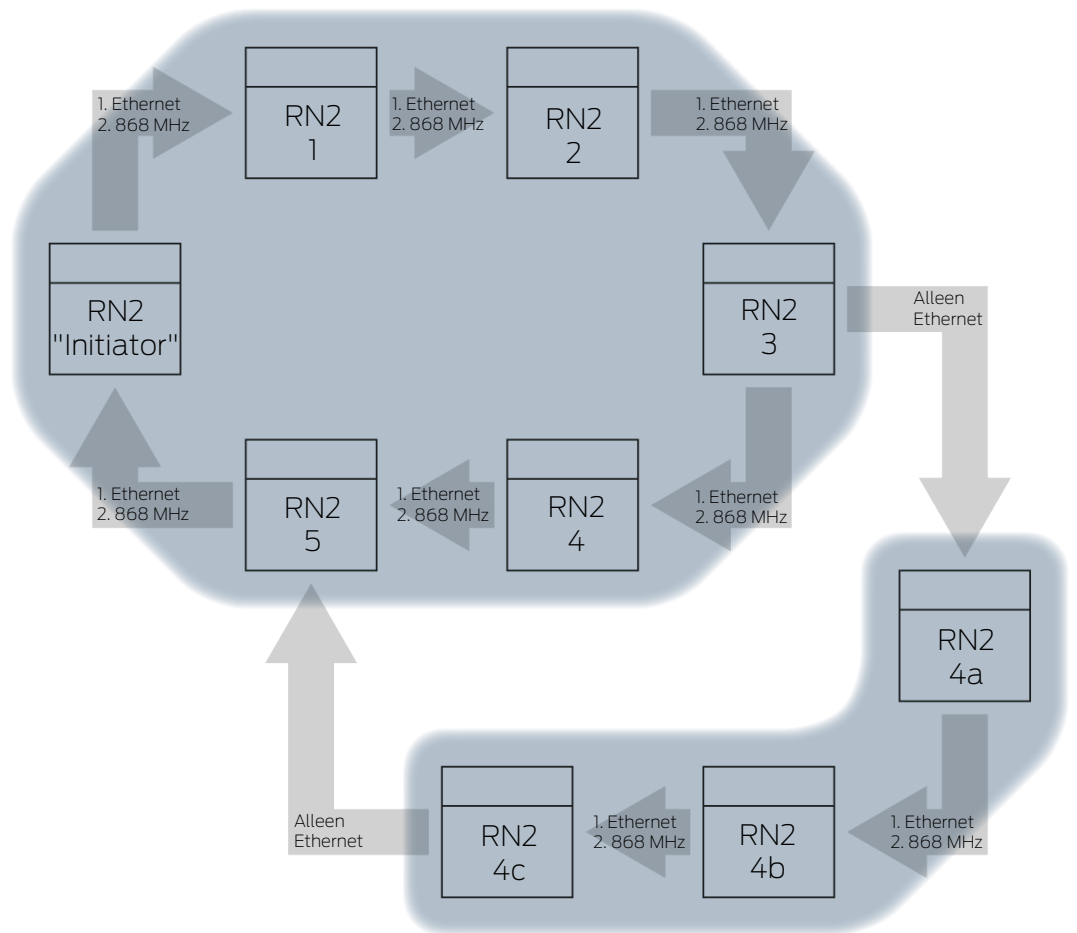 1. Ethernet
2. 868 MHz
RN2
1
1. Ethernet
2. 868 MHz
RN2
2
1. Ethernet
2. 868 MHz
RN2
"Initiator"
RN2
3
Alleen
Ethernet
1. Ethernet
2. 868 MHz
RN2
5
1. Ethernet
2. 868 MHz
RN2
4
1. Ethernet
2. 868 MHz
RN2
4a
Alleen
Ethernet
RN2
4c
1. Ethernet
2. 868 MHz
RN2
4b
1. Ethernet
2. 868 MHz